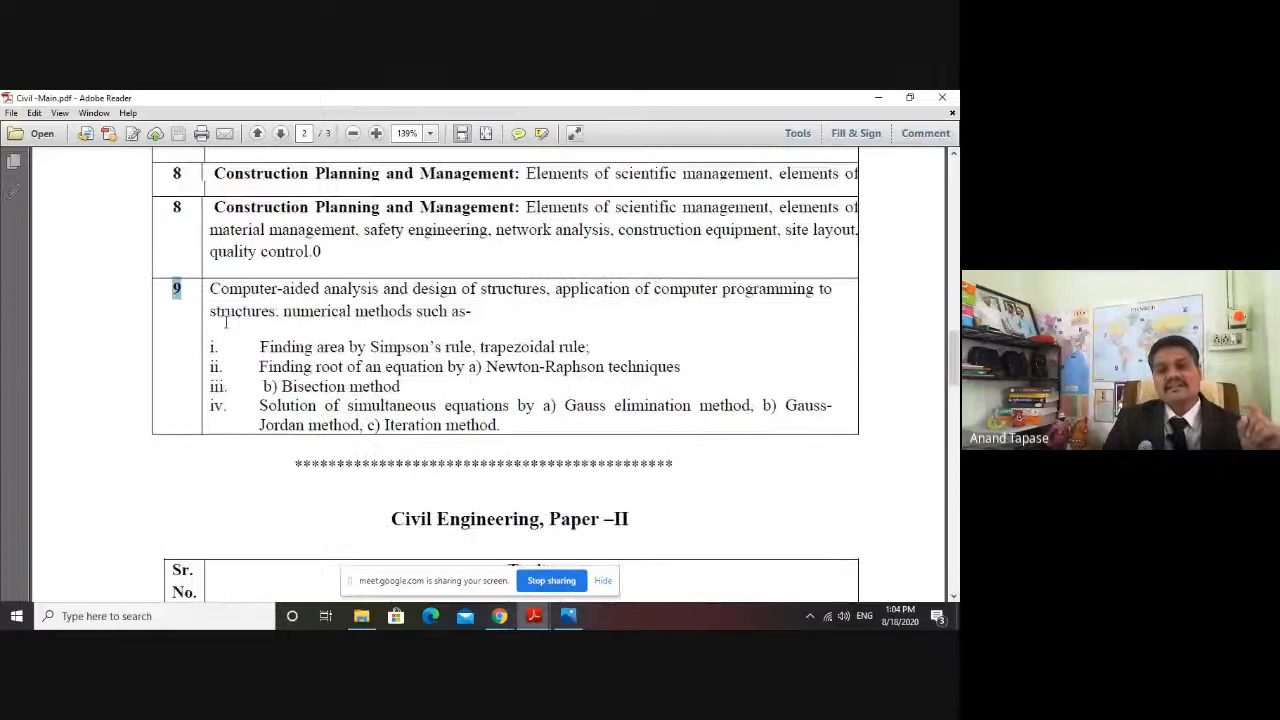 Civil -Main.pdf - Adobe Reader
File Edit View Window Help
Open 2 / 3 139% Tools Fill & Sign Comment
8 Construction Planning and Management: Elements of scientific management, elements of
8 Construction Planning and Management: Elements of scientific management, elements of
material management, safety engineering, network analysis, construction equipment, site layout,
quality control.0
9 Computer-aided analysis and design of structures, application of computer programming to
structures. numerical methods such as-
i. Finding area by Simpson’s rule, trapezoidal rule;
ii. Finding root of an equation by a) Newton-Raphson techniques
iii. b) Bisection method
iv. Solution of simultaneous equations by a) Gauss elimination method, b) Gauss-
Jordan method, c) Iteration method.
*********************************************
Civil Engineering, Paper –II
Sr.
No.
meet.google.com is sharing your screen. Stop sharing Hide
Type here to search
ENG
1:04 PM
8/18/2020
3
Anand Tapase